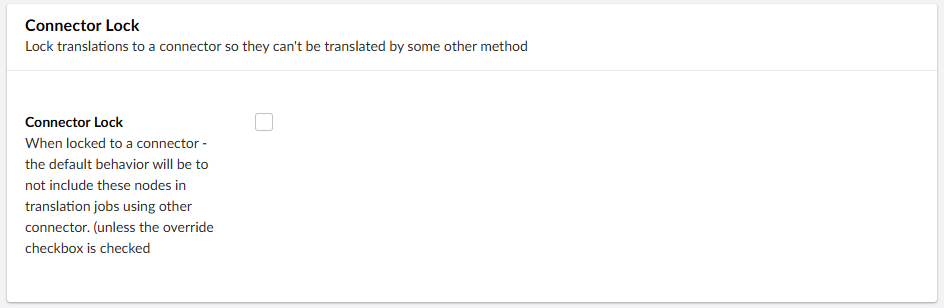 Connector Lock
Lock translations to a connector so they can't be translated by some other method
Connector Lock
When locked to a connector -
the default behavior will be to
not include these nodes in
translation jobs using other
connector. (unless the override
checkbox is checked